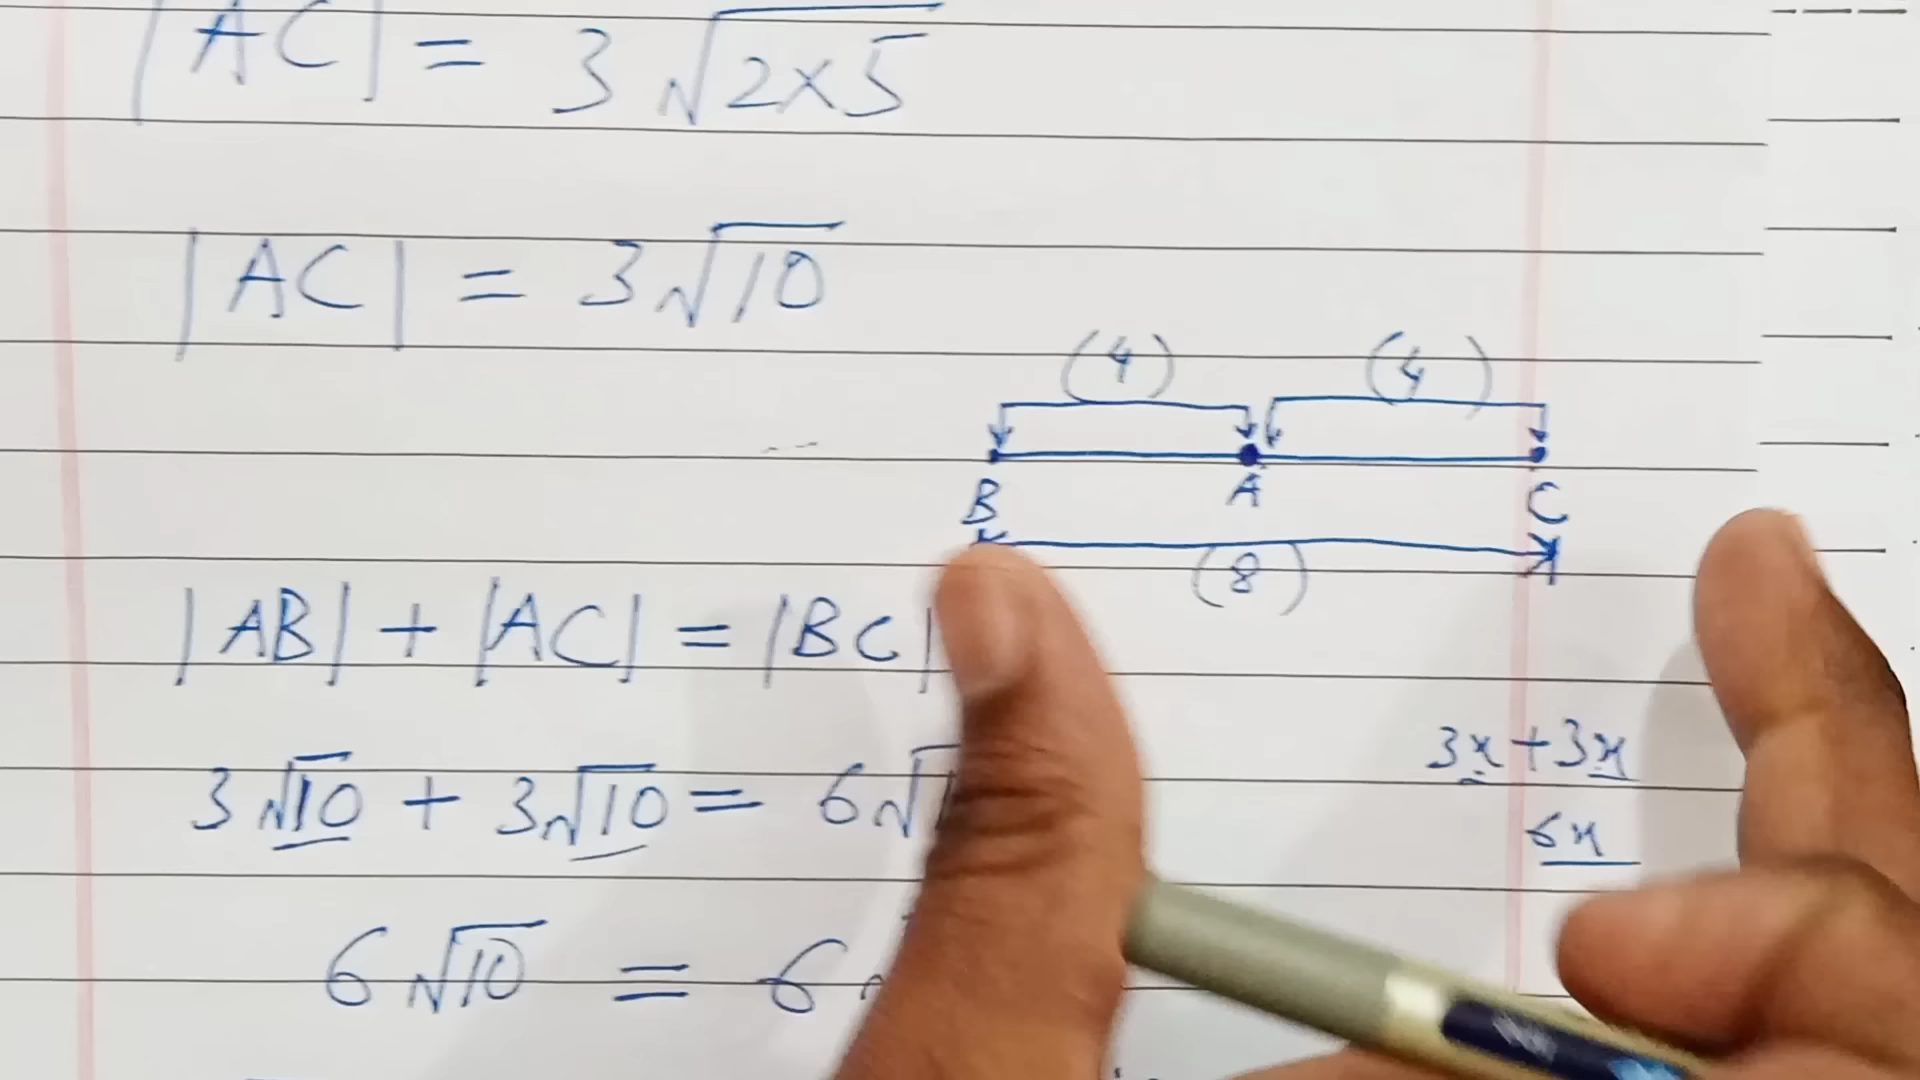 |AC| = 3√2×5
|AC| = 3√10
(4) (4)
B A C
(8)
|AB| + |AC| = |BC|
3x + 3x
3√10 + 3√10 = 6√1
6x
6√10 = 6